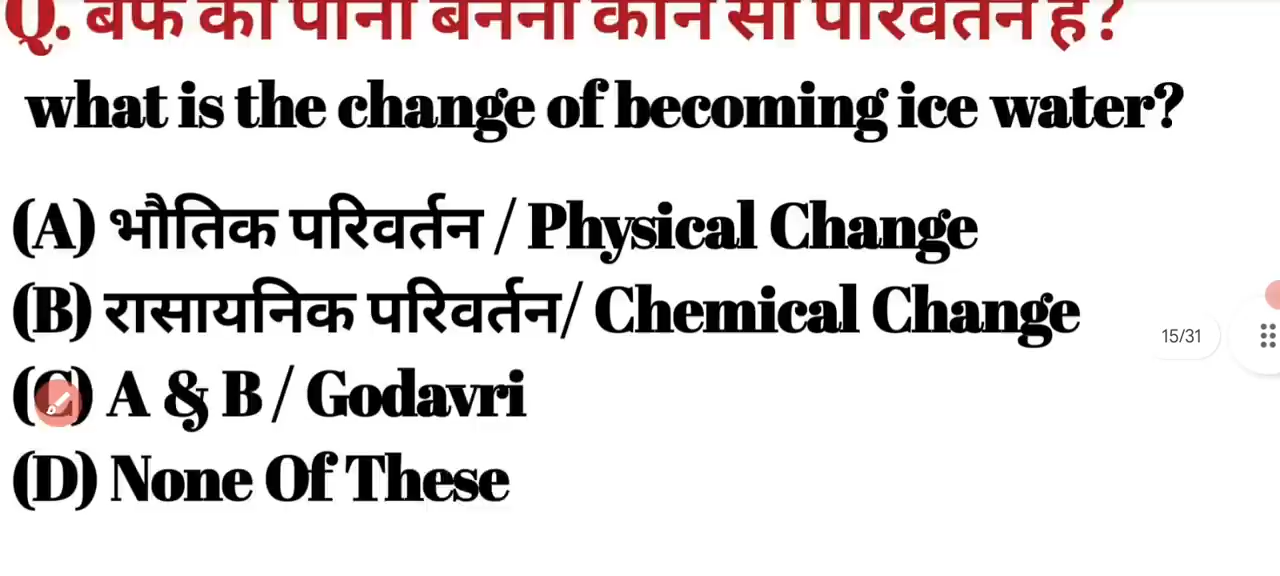 Q. बर्फ का पानी बनना कौन सा परिवर्तन है?
what is the change of becoming ice water?
(A) भौतिक परिवर्तन / Physical Change
(B) रासायनिक परिवर्तन/ Chemical Change
15/31
(C) A & B / Godavri
(D) None Of These